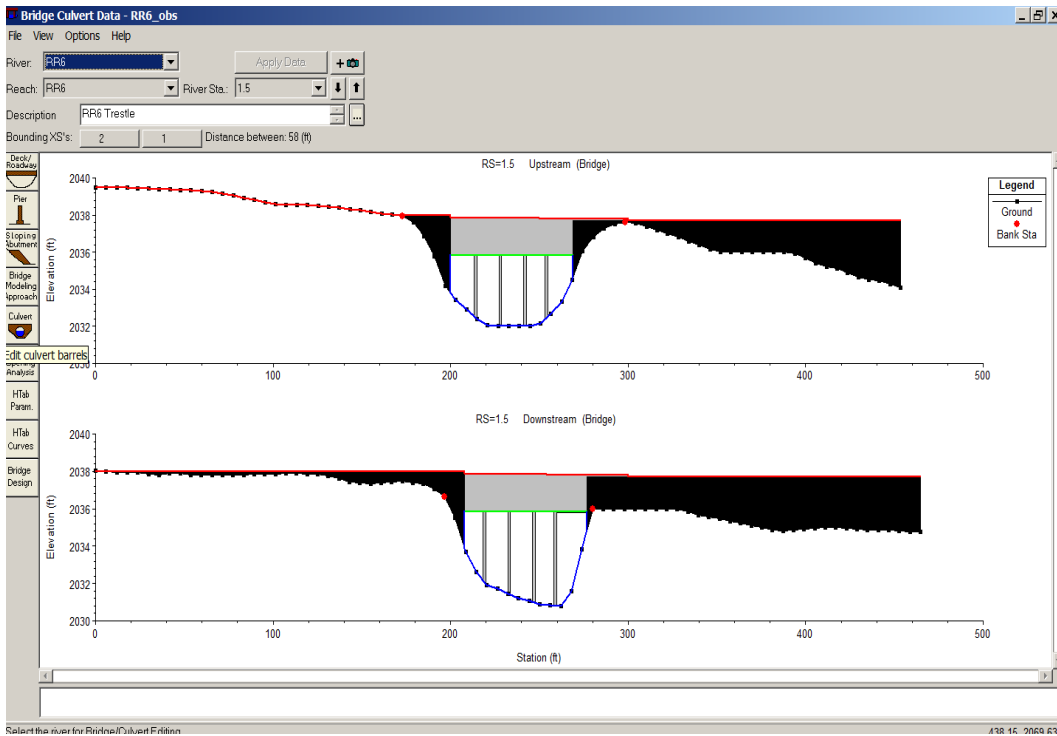 Bridge Culvert Data - RR6_obs
File View Options Help
River: RR6 Apply Data
Reach: RR6 River Sta.: 1.5
Description RR6 Trestle ...
Bounding XS's: 2 1 Distance between: 58 (ft)
Deck/
Roadway
Pier
Sloping
Abutment
Bridge
Modeling
Approach
Culvert
Edit culvert barrels
Opening
Analysis
HTab
Param.
HTab
Curves
Bridge
Design
RS=1.5 Upstream (Bridge)
Elevation (ft)
2040
2038
2036
2034
2032
2030
0 100 200 300 400 500
Legend
Ground
Bank Sta
RS=1.5 Downstream (Bridge)
Elevation (ft)
2040
2038
2036
2034
2032
2030
0 100 200 300 400 500
Station (ft)
Select the river for Bridge/Culvert Editing
438.15, 2069.63